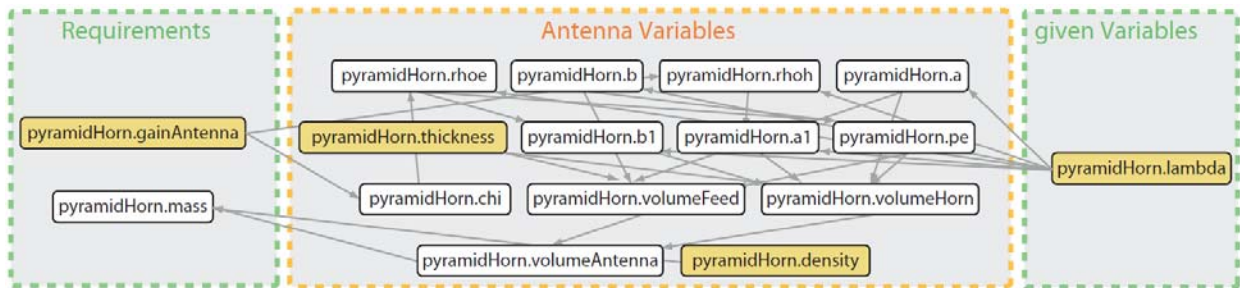 Requirements
Antenna Variables
given Variables
pyramidHorn.rhoe
pyramidHorn.b
pyramidHorn.rhoh
pyramidHorn.a
pyramidHorn.gainAntenna
pyramidHorn.thickness
pyramidHorn.b1
pyramidHorn.a1
pyramidHorn.pe
pyramidHorn.lambda
pyramidHorn.mass
pyramidHorn.chi
pyramidHorn.volumeFeed
pyramidHorn.volumeHorn
pyramidHorn.volumeAntenna
pyramidHorn.density